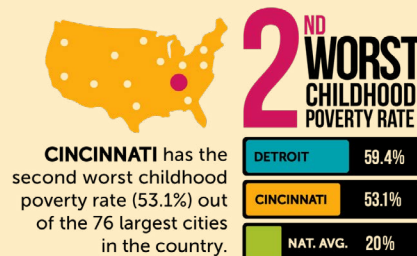 2ND
WORST
CHILDHOOD
POVERTY RATE
CINCINNATI has the
second worst childhood
poverty rate (53.1%) out
of the 76 largest cities
in the country.
DETROIT 59.4%
CINCINNATI 53.1%
NAT. AVG. 20%